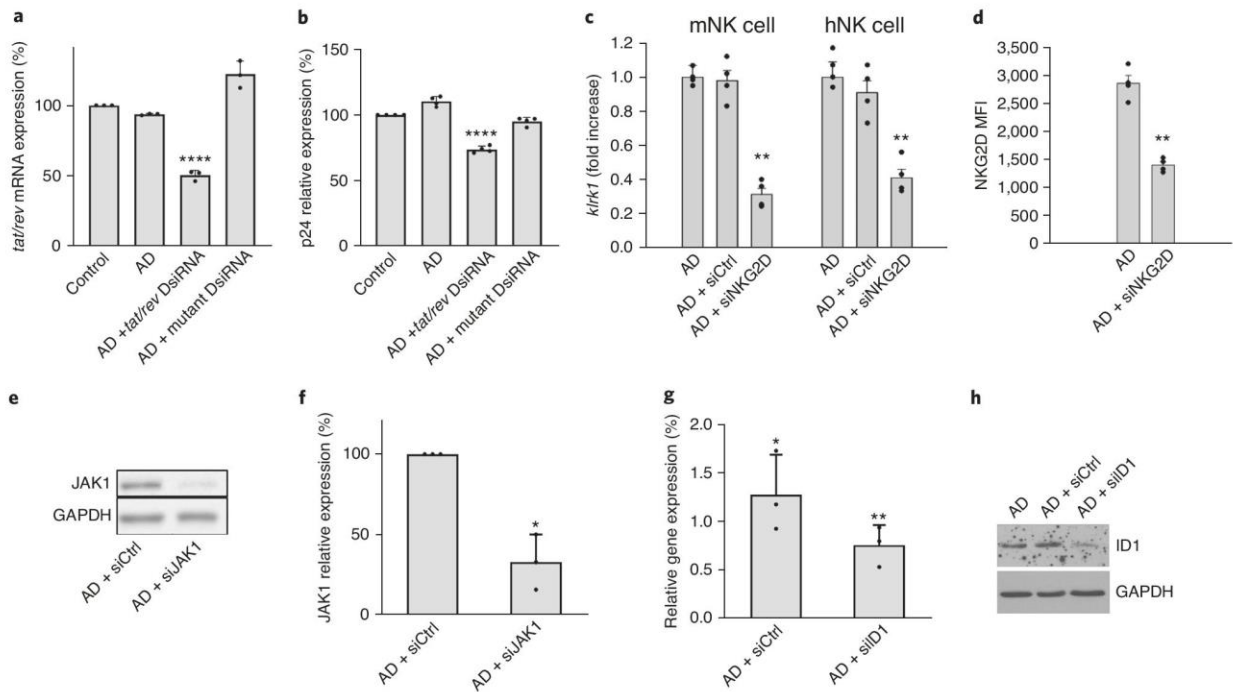 a
tat/rev mRNA expression (%)
100
50
0
****
Control
AD
AD +tat/rev DsiRNA
AD + mutant DsiRNA
b
p24 relative expression (%)
150
100
50
0
****
Control
AD
AD +tat/rev DsiRNA
AD + mutant DsiRNA
c
mNK cell
hNK cell
klrk1 (fold increase)
1.2
1.0
0.8
0.6
0.4
0.2
0.0
**
**
AD
AD + siCtrl
AD + siNKG2D
AD
AD + siCtrl
AD + siNKG2D
d
NKG2D MFI
3,500
3,000
2,500
2,000
1,500
1,000
500
0
**
AD
AD + siNKG2D
e
JAK1
GAPDH
AD + siCtrl
AD + siJAK1
f
JAK1 relative expression (%)
100
50
0
*
AD + siCtrl
AD + siJAK1
g
Relative gene expression (%)
2.0
1.5
1.0
0.5
0
*
**
AD + siCtrl
AD + siID1
h
AD
AD + siCtrl
AD + siID1
ID1
GAPDH